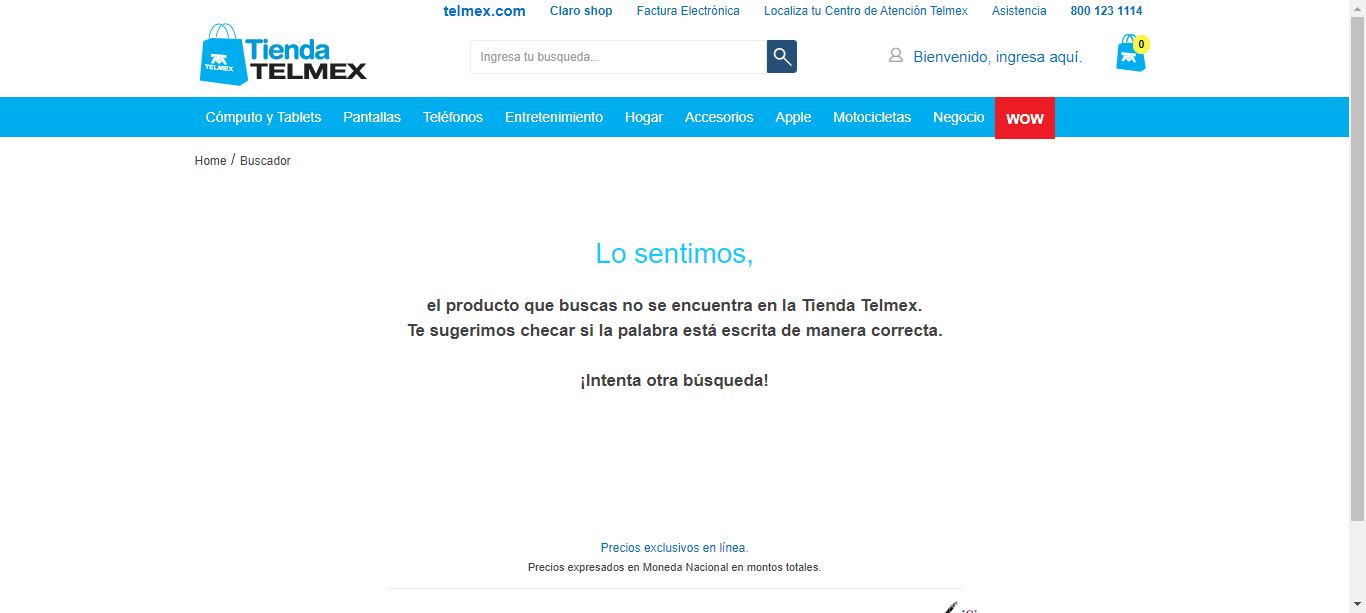 telmex.com Claro shop Factura Electrónica Localiza tu Centro de Atención Telmex Asistencia 800 123 1114
Tienda
TELMEX
TELMEX
Ingresa tu busqueda...
Bienvenido, ingresa aquí.
0
Cómputo y Tablets Pantallas Teléfonos Entretenimiento Hogar Accesorios Apple Motocicletas Negocio WOW
Home / Buscador
Lo sentimos,
el producto que buscas no se encuentra en la Tienda Telmex.
Te sugerimos checar si la palabra está escrita de manera correcta.
¡Intenta otra búsqueda!
Precios exclusivos en línea.
Precios expresados en Moneda Nacional en montos totales.